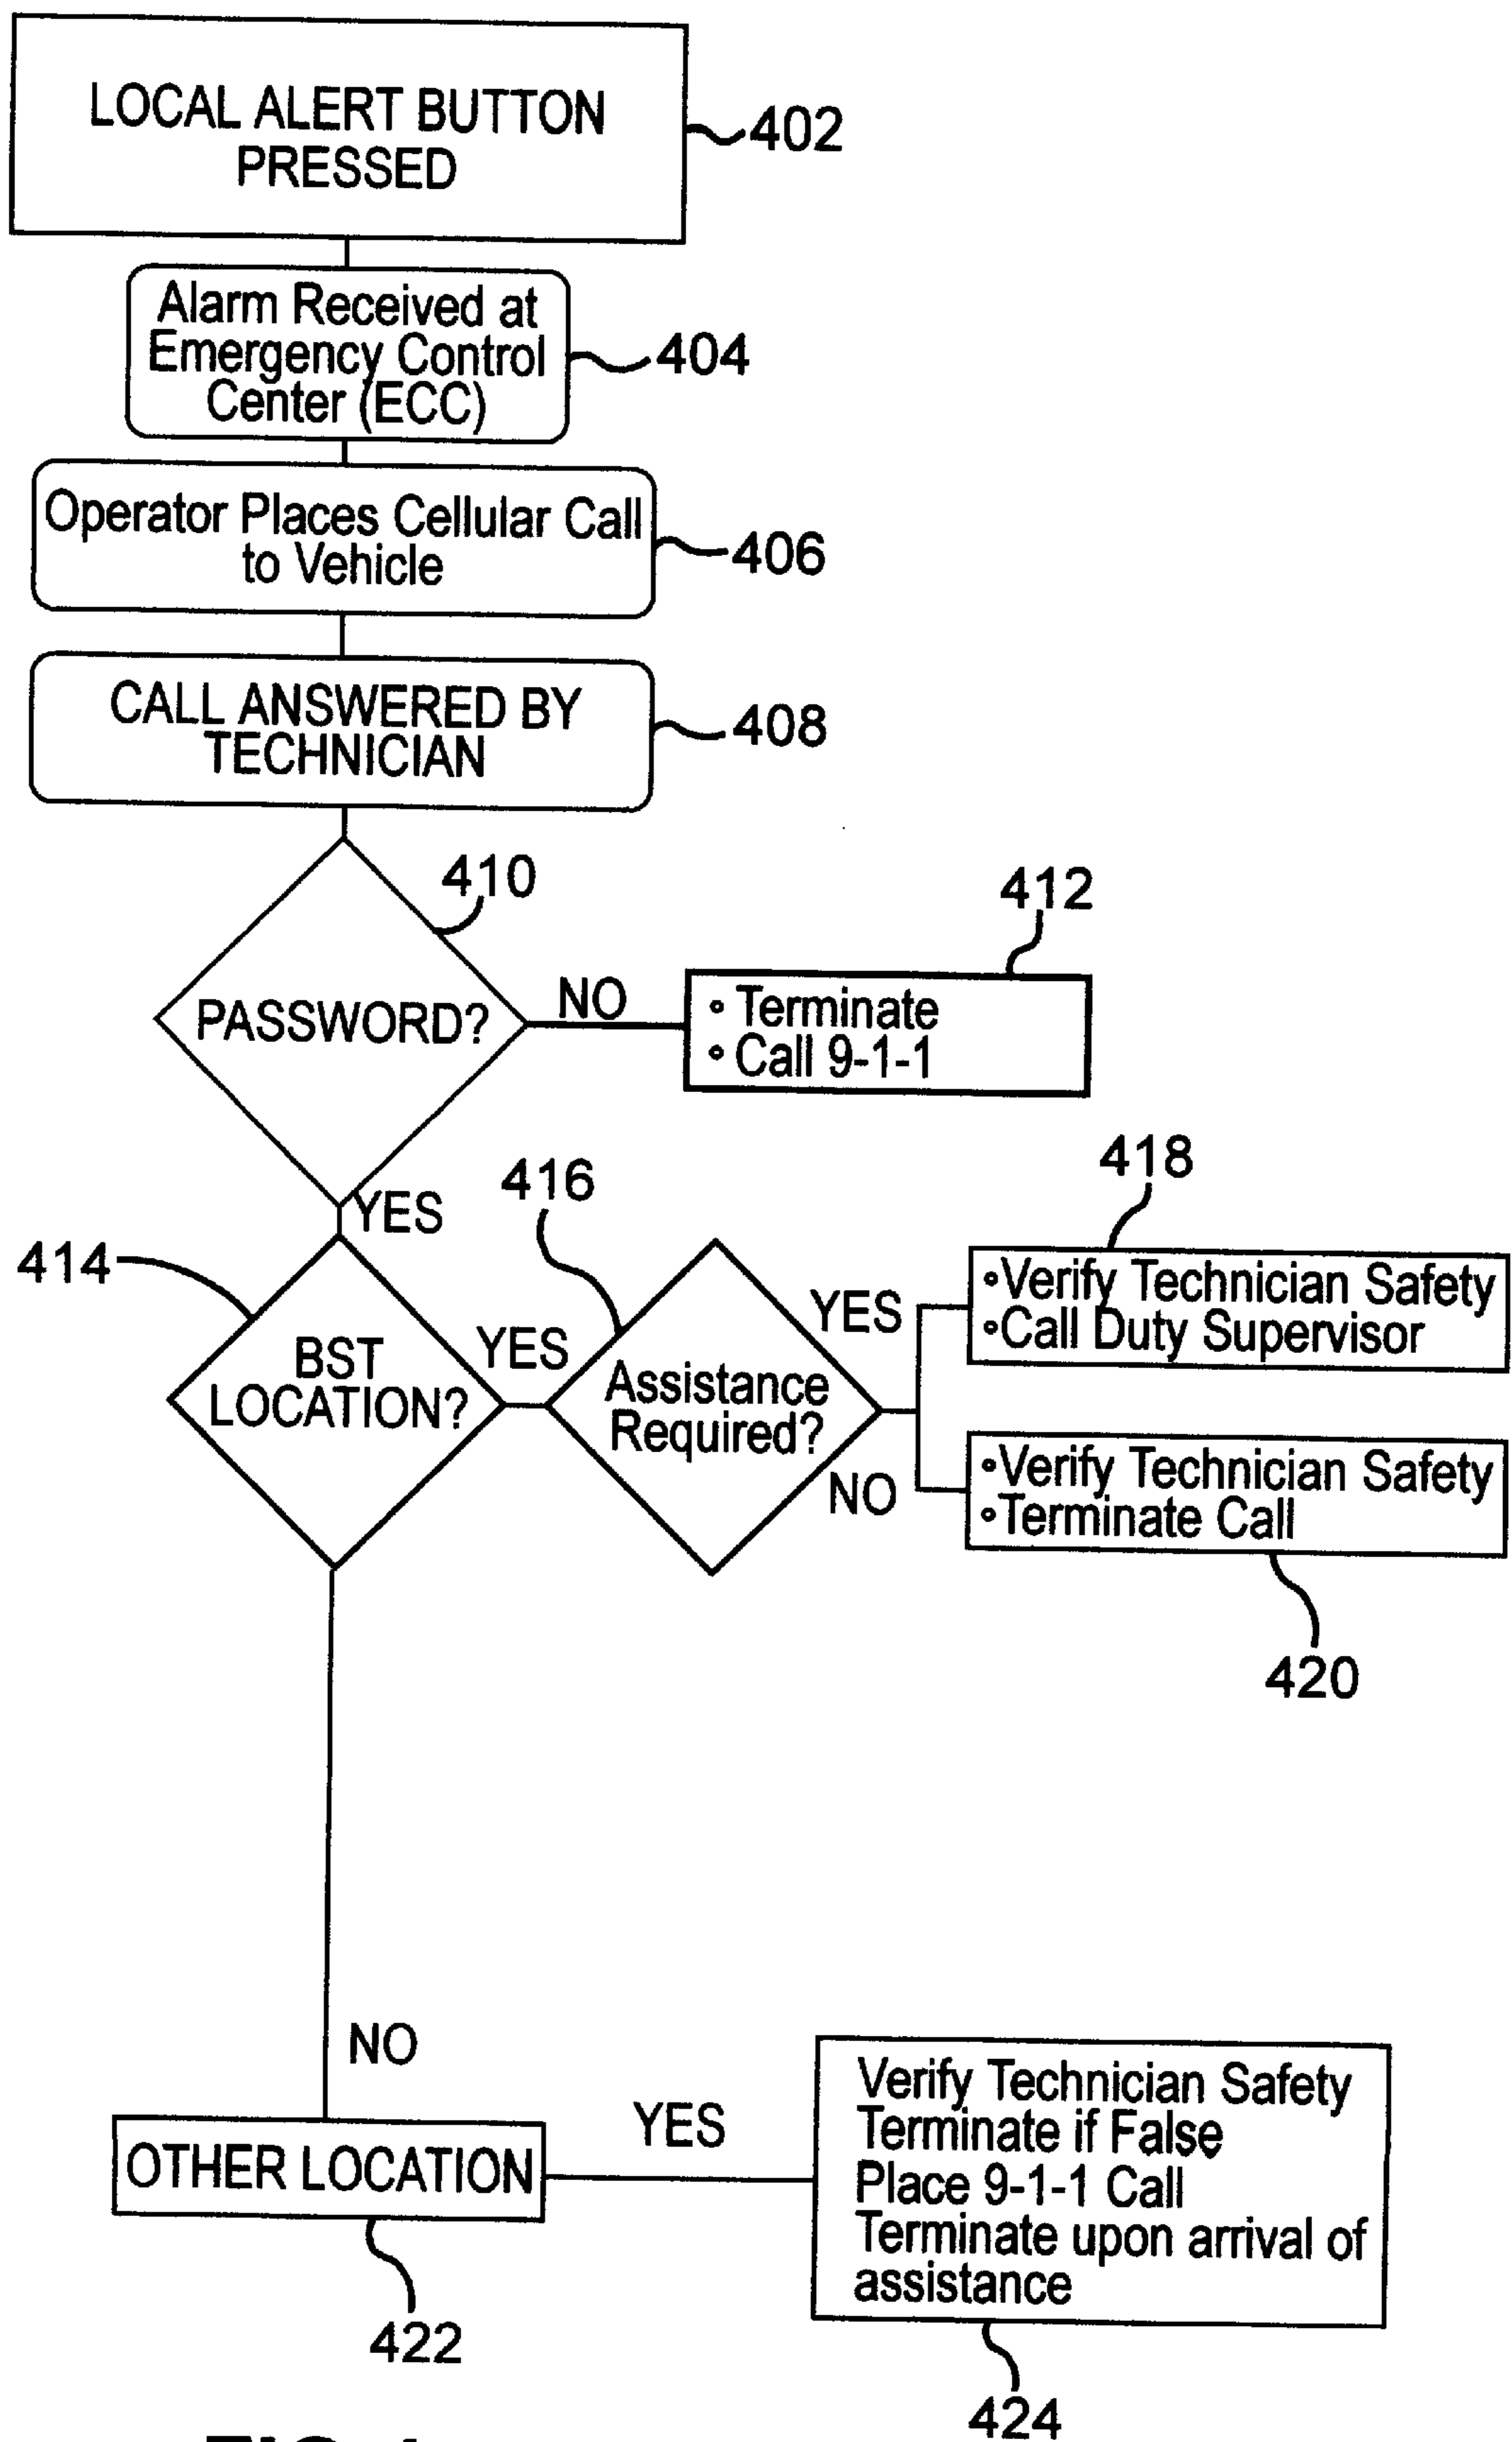 LOCAL ALERT BUTTON
PRESSED
402
Alarm Received at
Emergency Control
Center (ECC)
404
Operator Places Cellular Call
to Vehicle
406
CALL ANSWERED BY
TECHNICIAN
408
410
PASSWORD?
NO
412
• Terminate
• Call 9-1-1
YES
414
BST
LOCATION?
YES
416
Assistance
Required?
YES
418
•Verify Technician Safety
•Call Duty Supervisor
NO
•Verify Technician Safety
•Terminate Call
420
NO
OTHER LOCATION
422
YES
Verify Technician Safety
Terminate if False
Place 9-1-1 Call
Terminate upon arrival of
assistance
424